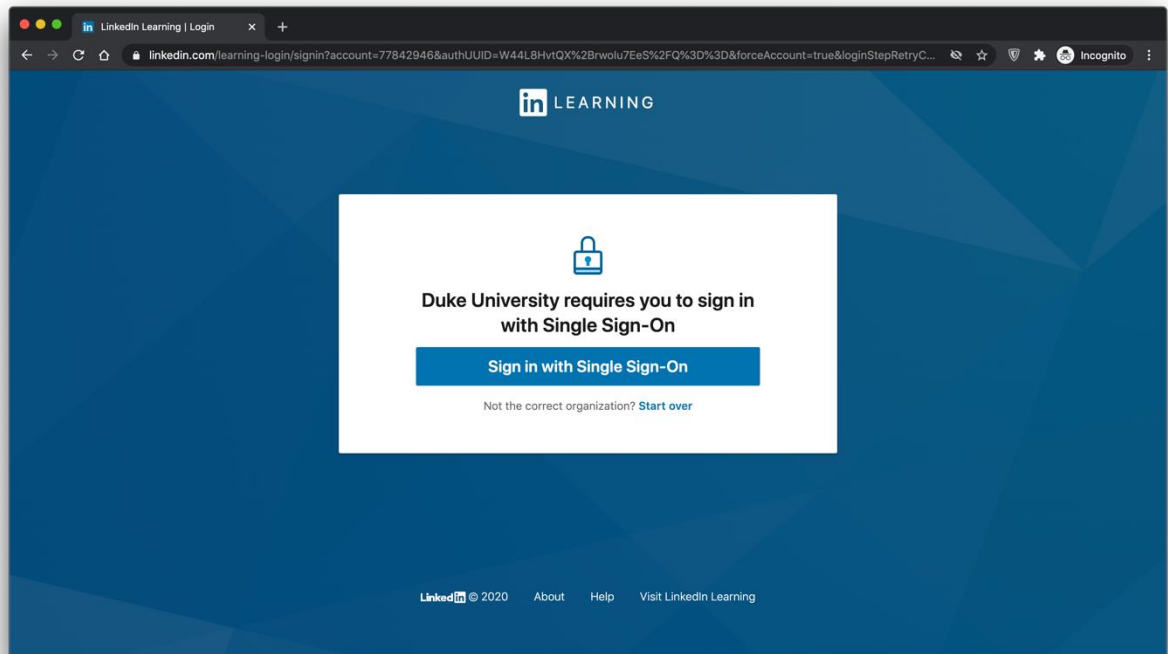 in LinkedIn Learning | Login
linkedin.com/learning-login/signin?account=77842946&authUUID=W44L8HvtQX%2Brwolu7EeS%2FQ%3D%3D&forceAccount=true&loginStepRetryC... Incognito
in LEARNING
Duke University requires you to sign in
with Single Sign-On
Sign in with Single Sign-On
Not the correct organization? Start over
Linked in © 2020 About Help Visit LinkedIn Learning